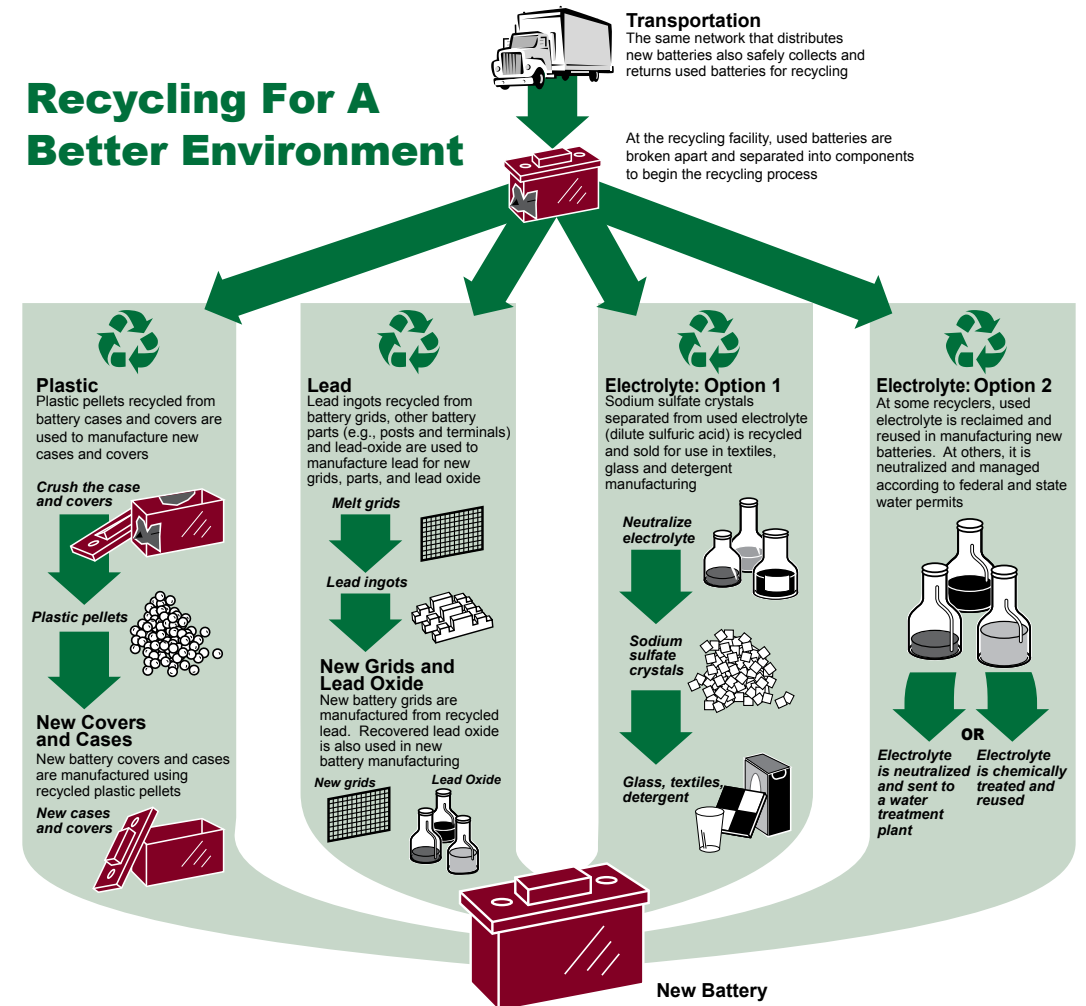 Recycling For A
Better Environment
Transportation
The same network that distributes
new batteries also safely collects and
returns used batteries for recycling
At the recycling facility, used batteries are
broken apart and separated into components
to begin the recycling process
Plastic
Plastic pellets recycled from
battery cases and covers are
used to manufacture new
cases and covers
Crush the case
and covers
Plastic pellets
New Covers
and Cases
New battery covers and cases
are manufactured using
recycled plastic pellets
New cases
and covers
Lead
Lead ingots recycled from
battery grids, other battery
parts (e.g., posts and terminals)
and lead-oxide are used to
manufacture lead for new
grids, parts, and lead oxide
Melt grids
Lead ingots
New Grids and
Lead Oxide
New battery grids are
manufactured from recycled
lead. Recovered lead oxide
is also used in new
battery manufacturing
New grids
Lead Oxide
Electrolyte: Option 1
Sodium sulfate crystals
separated from used electrolyte
(dilute sulfuric acid) is recycled
and sold for use in textiles,
glass and detergent
manufacturing
Neutralize
electrolyte
Sodium
sulfate
crystals
Glass, textiles,
detergent
Electrolyte: Option 2
At some recyclers, used
electrolyte is reclaimed and
reused in manufacturing new
batteries. At others, it is
neutralized and managed
according to federal and state
water permits
OR
Electrolyte
is neutralized
and sent to
a water
treatment
plant
Electrolyte
is chemically
treated and
reused
New Battery